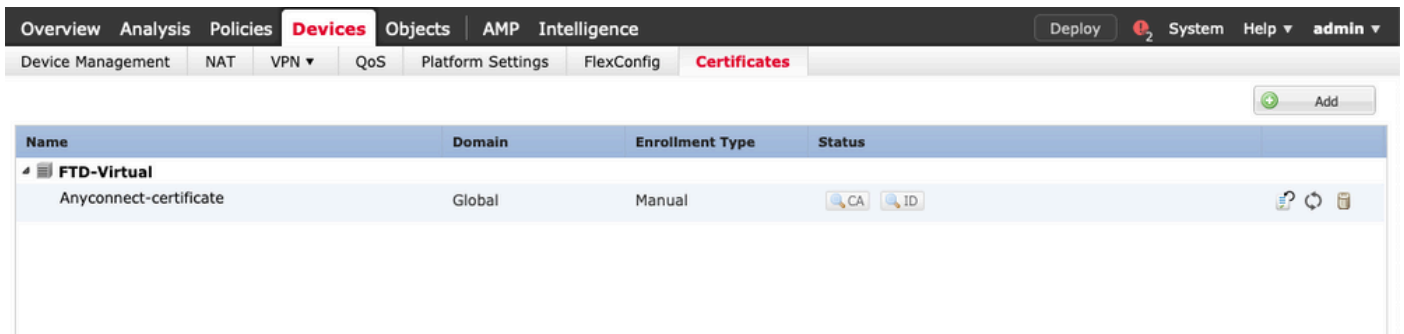 Overview Analysis Policies Devices Objects AMP Intelligence Deploy 2 System Help admin
Device Management NAT VPN QoS Platform Settings FlexConfig Certificates
Add
Name Domain Enrollment Type Status
FTD-Virtual
Anyconnect-certificate Global Manual CA ID